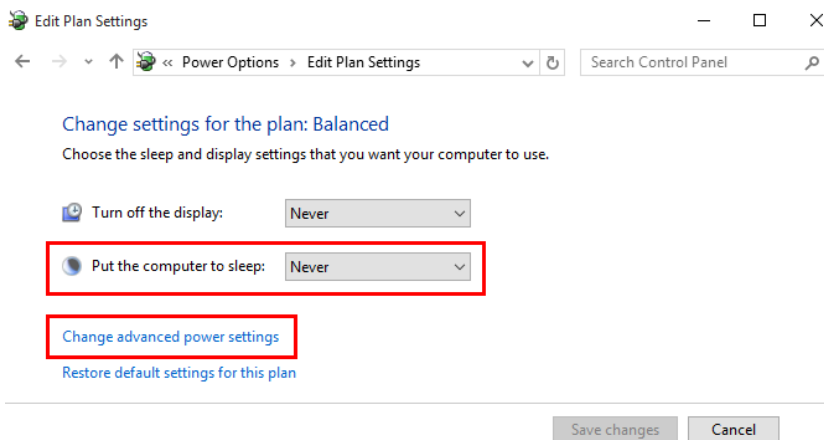 Edit Plan Settings
« Power Options › Edit Plan Settings
Search Control Panel
Change settings for the plan: Balanced
Choose the sleep and display settings that you want your computer to use.
Turn off the display: Never
Put the computer to sleep: Never
Change advanced power settings
Restore default settings for this plan
Save changes Cancel